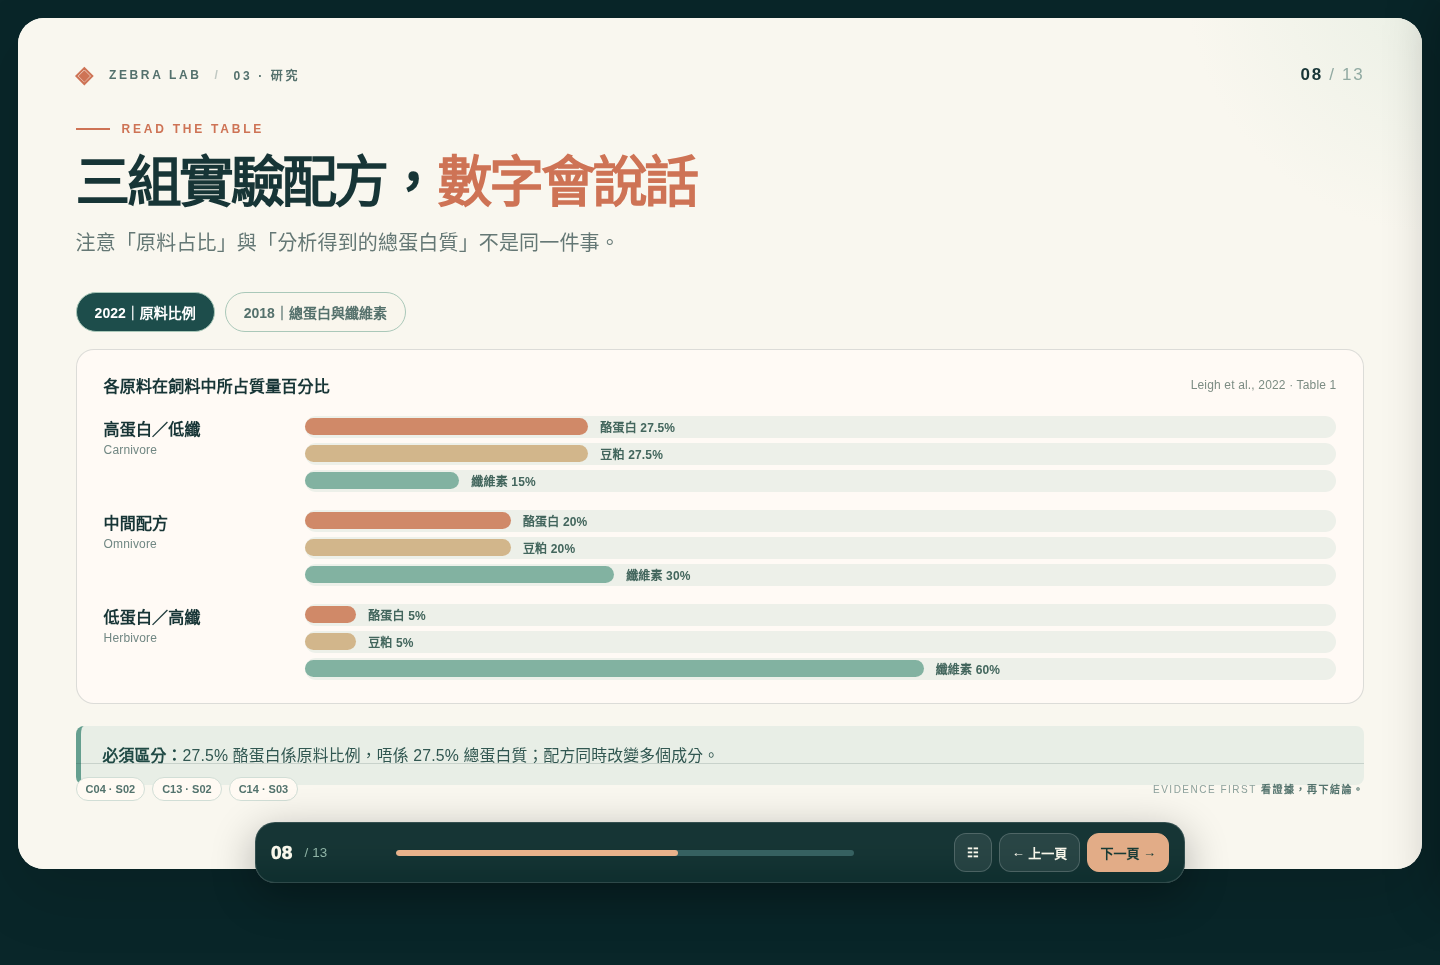 ZEBRA LAB / 03 · 研究
08 / 13
READ THE TABLE
三組實驗配方，數字會說話
注意「原料占比」與「分析得到的總蛋白質」不是同一件事。
2022｜原料比例
2018｜總蛋白與纖維素
各原料在飼料中所占質量百分比
Leigh et al., 2022 · Table 1
高蛋白／低纖
Carnivore
酪蛋白 27.5%
豆粕 27.5%
纖維素 15%
中間配方
Omnivore
酪蛋白 20%
豆粕 20%
纖維素 30%
低蛋白／高纖
Herbivore
酪蛋白 5%
豆粕 5%
纖維素 60%
必須區分：27.5% 酪蛋白係原料比例，唔係 27.5% 總蛋白質；配方同時改變多個成分。
C04 · S02
C13 · S02
C14 · S03
EVIDENCE FIRST 看證據，再下結論。
08 / 13
← 上一頁
下一頁 →